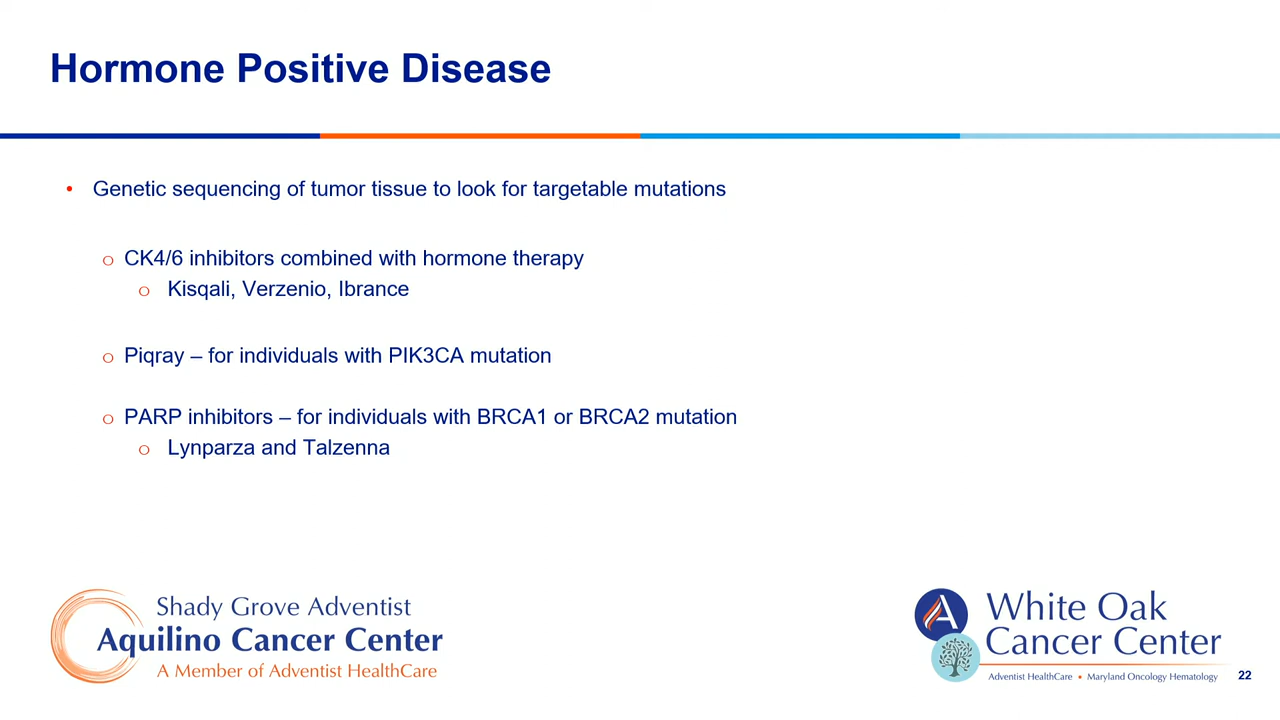 Hormone Positive Disease
• Genetic sequencing of tumor tissue to look for targetable mutations
o CK4/6 inhibitors combined with hormone therapy
o Kisqali, Verzenio, Ibrance
o Piqray – for individuals with PIK3CA mutation
o PARP inhibitors – for individuals with BRCA1 or BRCA2 mutation
o Lynparza and Talzenna
Shady Grove Adventist
Aquilino Cancer Center
A Member of Adventist HealthCare
A
White Oak
Cancer Center
Adventist HealthCare • Maryland Oncology Hematology
22